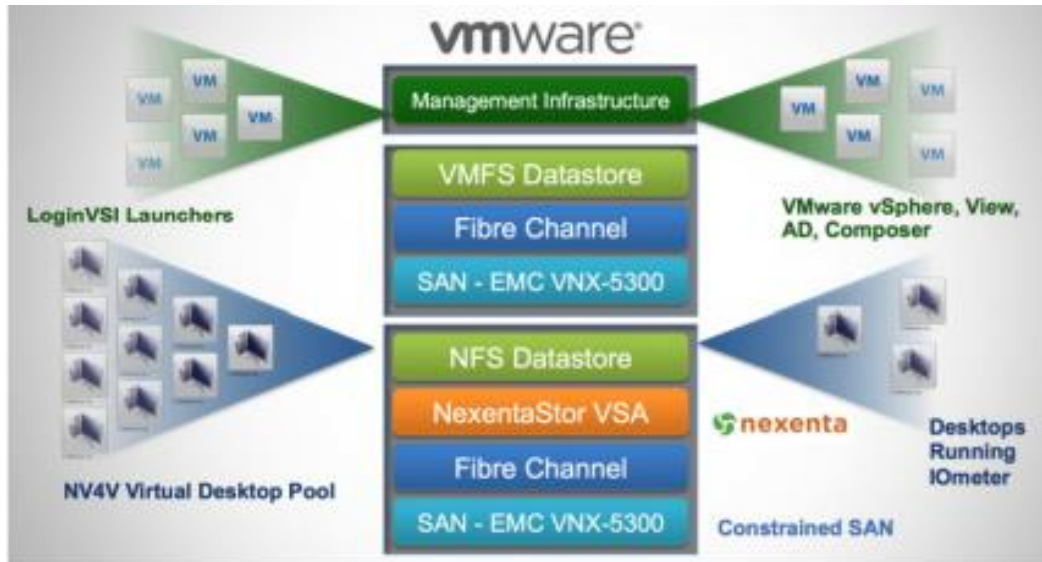 vmware
Management Infrastructure
VM
VM
VM
VM
VM
LoginVSI Launchers
VM
VM
VM
VM
VM
VMware vSphere, View,
AD, Composer
VMFS Datastore
Fibre Channel
SAN - EMC VNX-5300
NFS Datastore
NexentaStor VSA
Fibre Channel
SAN - EMC VNX-5300
NV4V Virtual Desktop Pool
nexenta
Desktops
Running
IOmeter
Constrained SAN